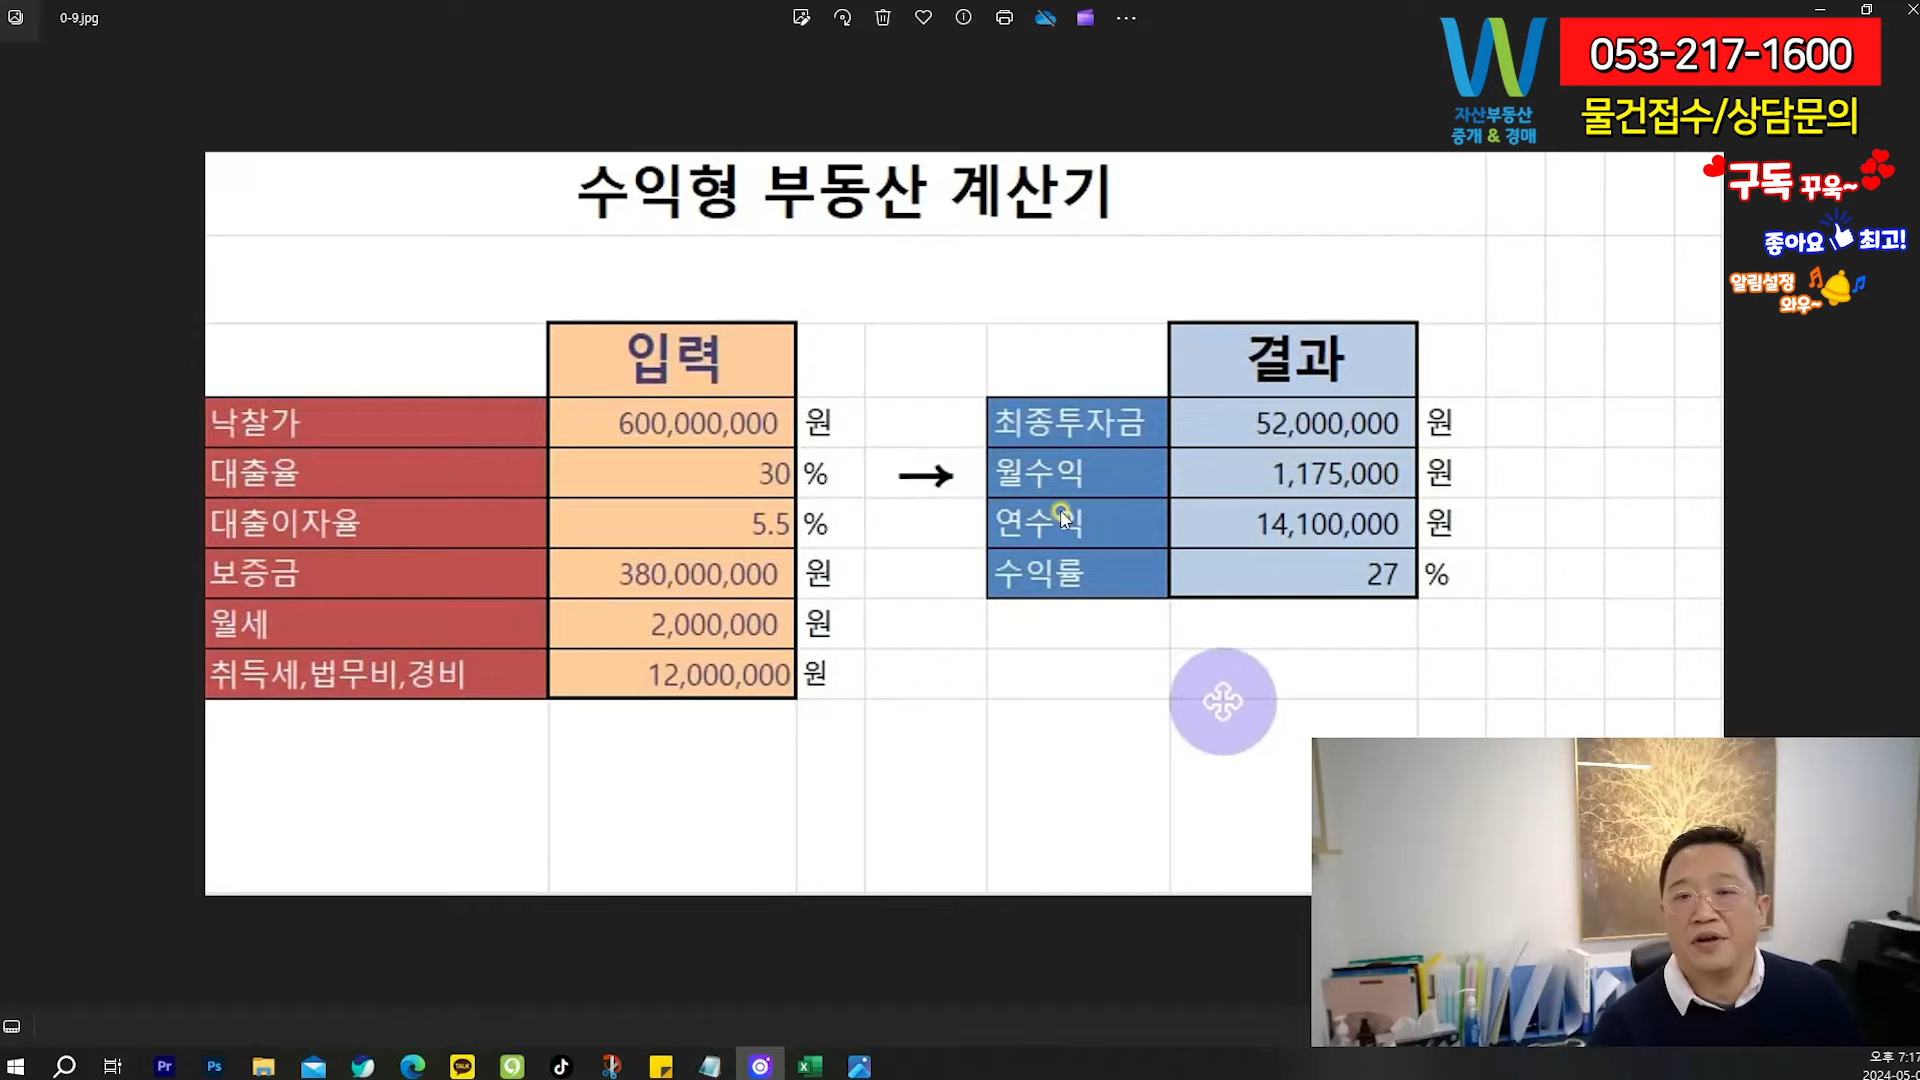 0-9.jpg
053-217-1600
물건접수/상담문의
자산부동산
중개 & 경매
구독 꾸욱~
좋아요 최고!
알림설정
와우~
수익형 부동산 계산기
입력
낙찰가 600,000,000 원
대출율 30 %
대출이자율 5.5 %
보증금 380,000,000 원
월세 2,000,000 원
취득세,법무비,경비 12,000,000 원
→
결과
최종투자금 52,000,000 원
월수익 1,175,000 원
연수익 14,100,000 원
수익률 27 %
Pr
Ps
TALK
오후 7:17
2024-05-0